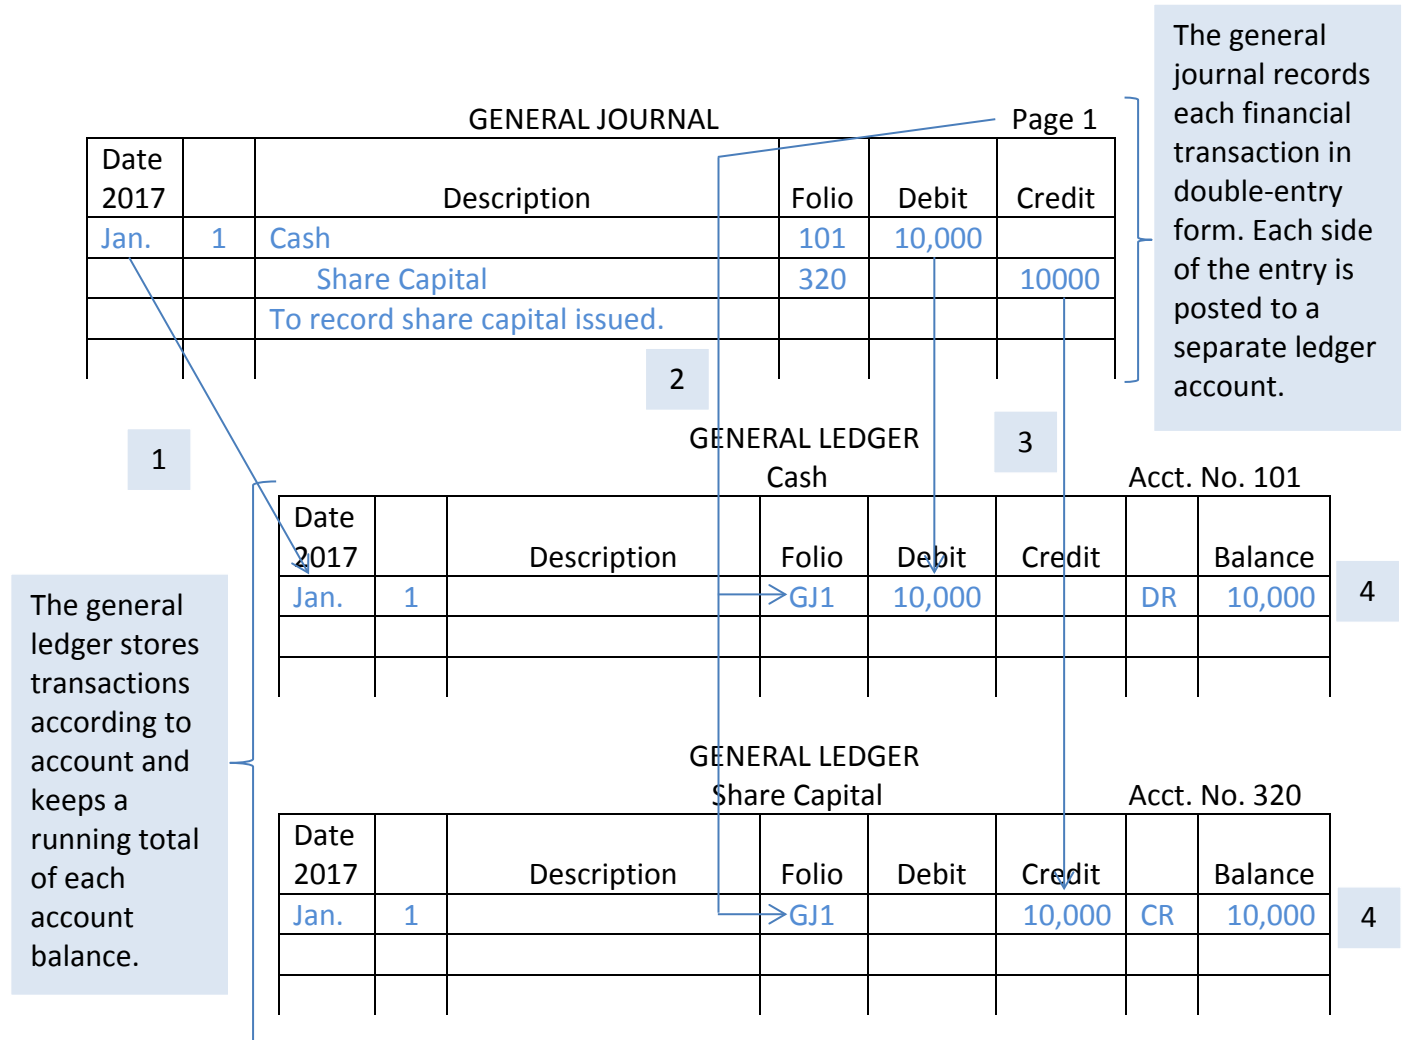 The general
journal records
each financial
transaction in
double-entry
form. Each side
of the entry is
posted to a
separate ledger
account.
GENERAL JOURNAL Page 1
Date
2017 Description Folio Debit Credit
Jan. 1 Cash 101 10,000
Share Capital 320 10000
To record share capital issued.
2
1
3
GENERAL LEDGER
Cash Acct. No. 101
Date
2017 Description Folio Debit Credit Balance
Jan. 1 GJ1 10,000 DR 10,000
4
The general
ledger stores
transactions
according to
account and
keeps a
running total
of each
account
balance.
GENERAL LEDGER
Share Capital Acct. No. 320
Date
2017 Description Folio Debit Credit Balance
Jan. 1 GJ1 10,000 CR 10,000
4